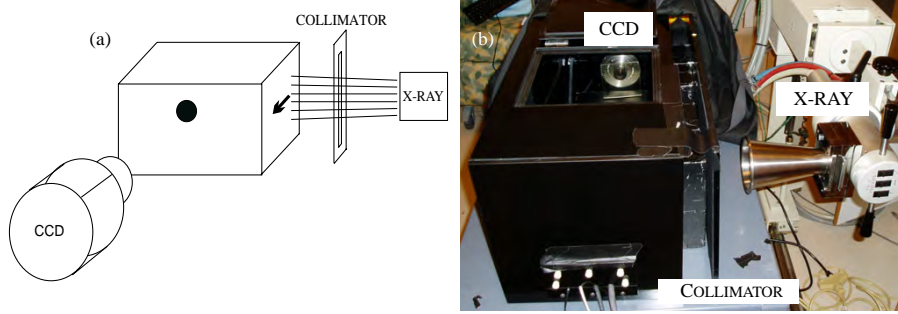 (a)
COLLIMATOR
X-RAY
CCD
(b)
CCD
X-RAY
COLLIMATOR